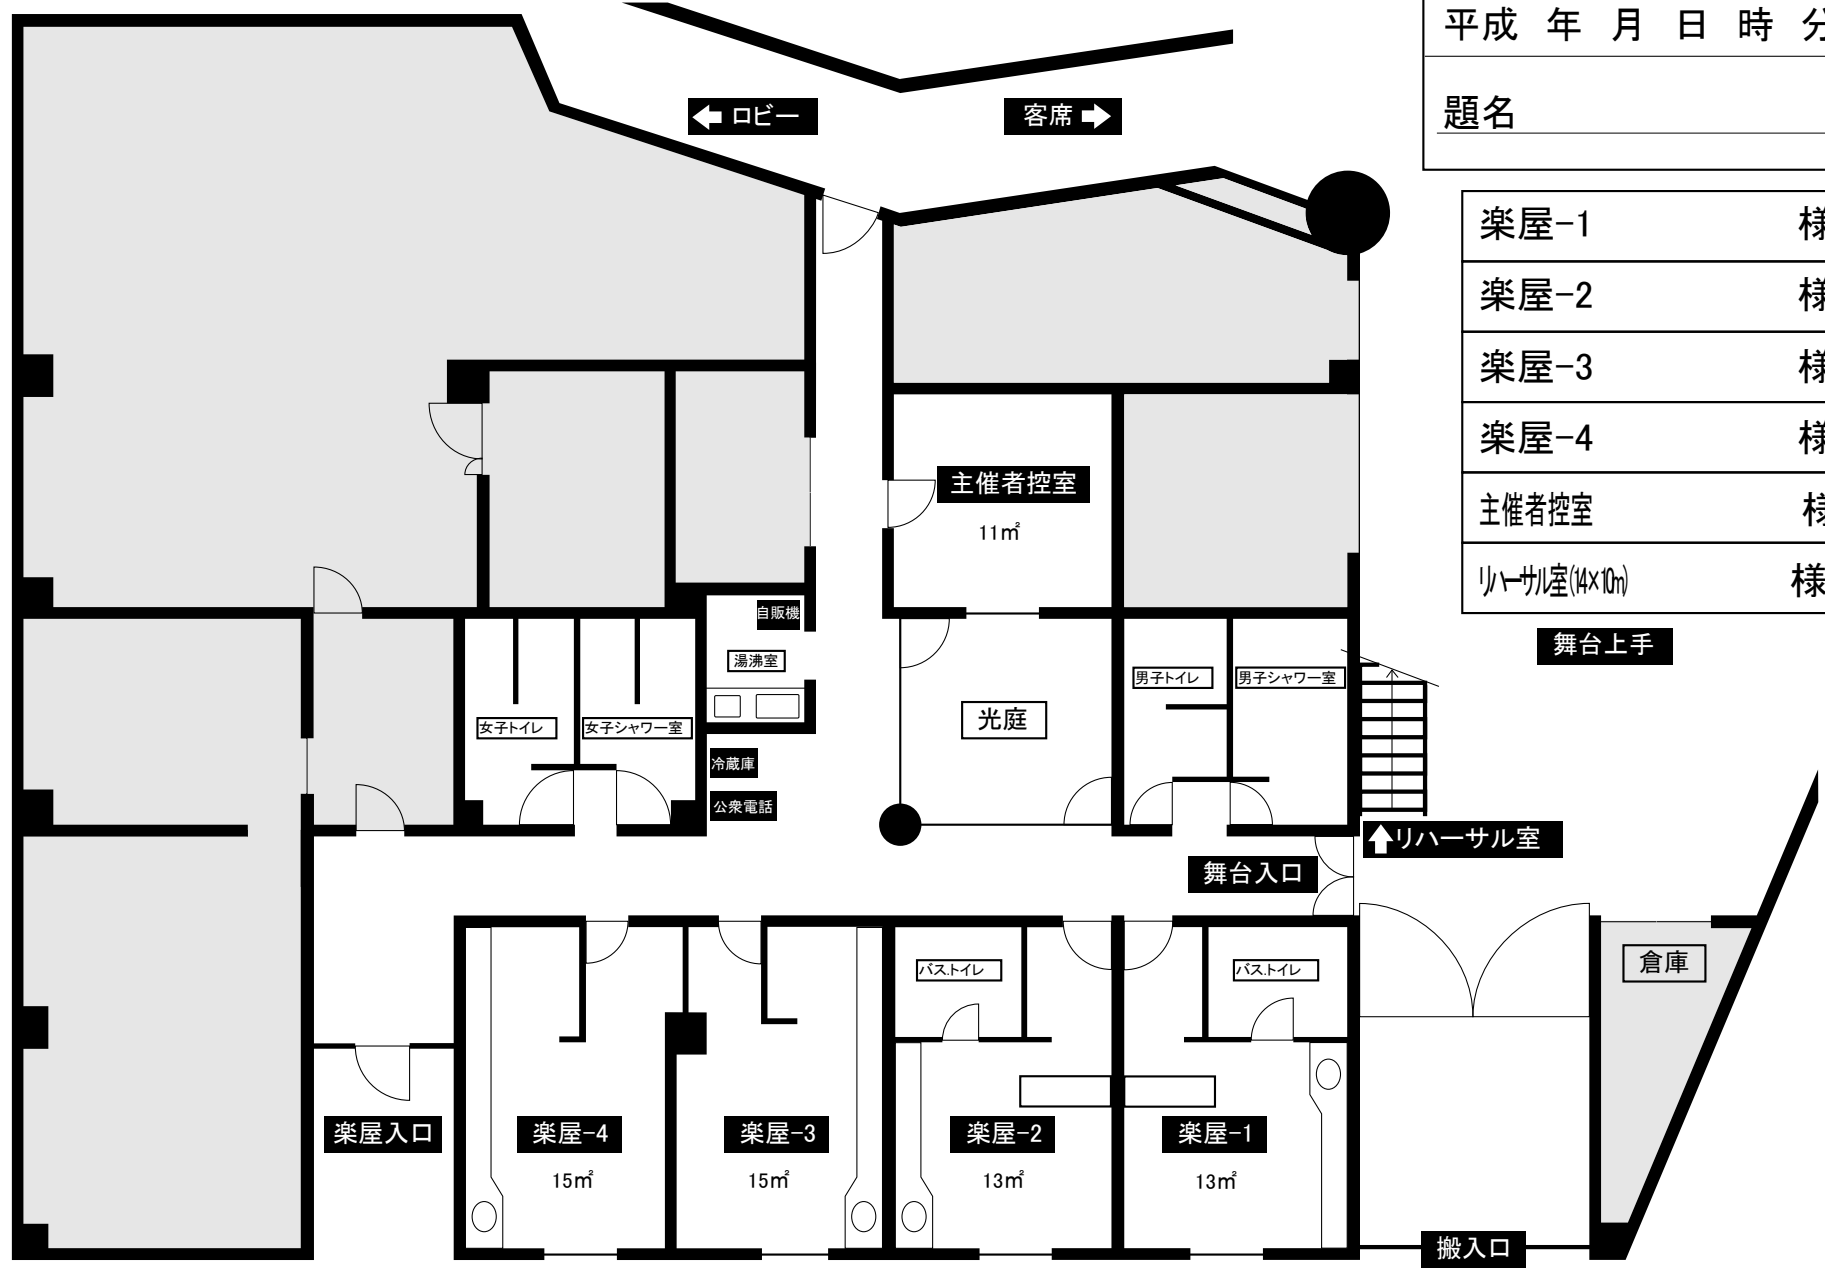 平成 年 月 日 時 分
題名
ロビー
客席
楽屋-1 様
楽屋-2 様
楽屋-3 様
楽屋-4 様
主催者控室 様
リハーサル室(14×10m) 様
主催者控室
11㎡
自販機
湯沸室
舞台上手
男子トイレ
男子シャワー室
光庭
女子トイレ
女子シャワー室
冷蔵庫
公衆電話
リハーサル室
舞台入口
バス.トイレ
バス.トイレ
倉庫
楽屋入口
楽屋-4
15㎡
楽屋-3
15㎡
楽屋-2
13㎡
楽屋-1
13㎡
搬入口